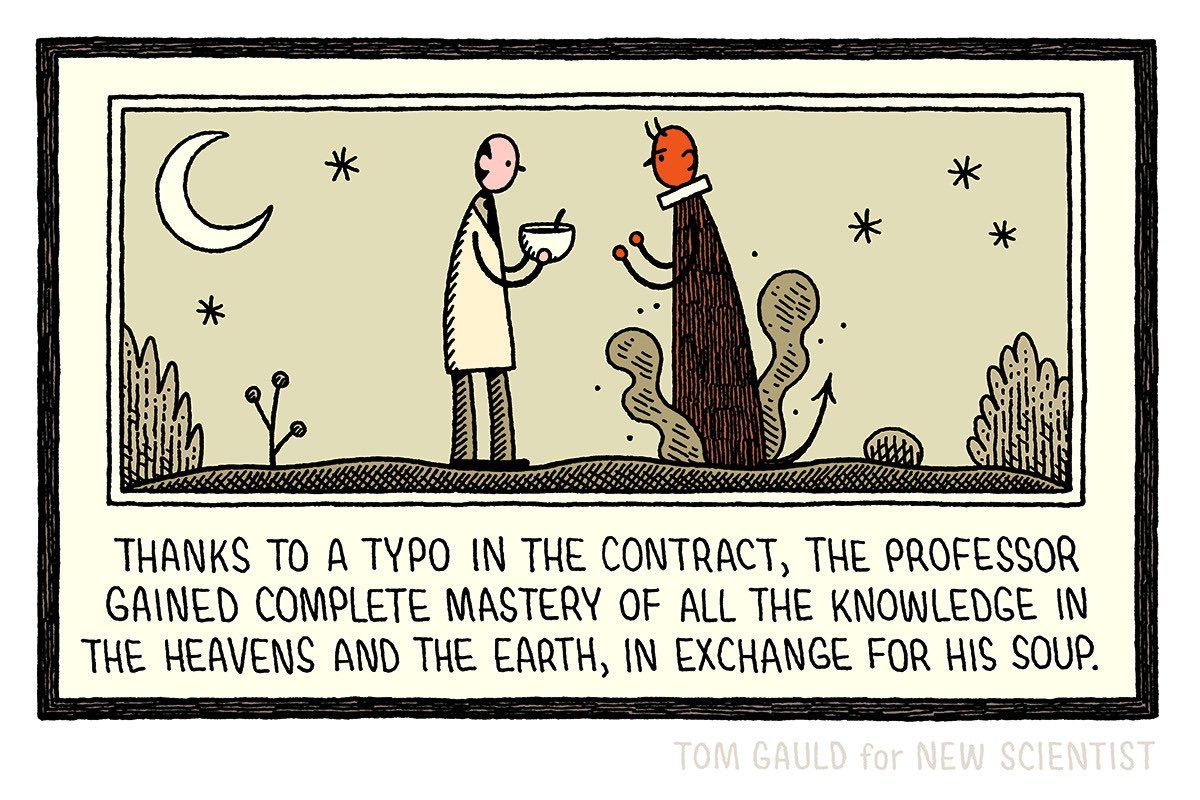 THANKS TO A TYPO IN THE CONTRACT, THE PROFESSOR
GAINED COMPLETE MASTERY OF ALL THE KNOWLEDGE IN
THE HEAVENS AND THE EARTH, IN EXCHANGE FOR HIS SOUP.
TOM GAULD for NEW SCIENTIST